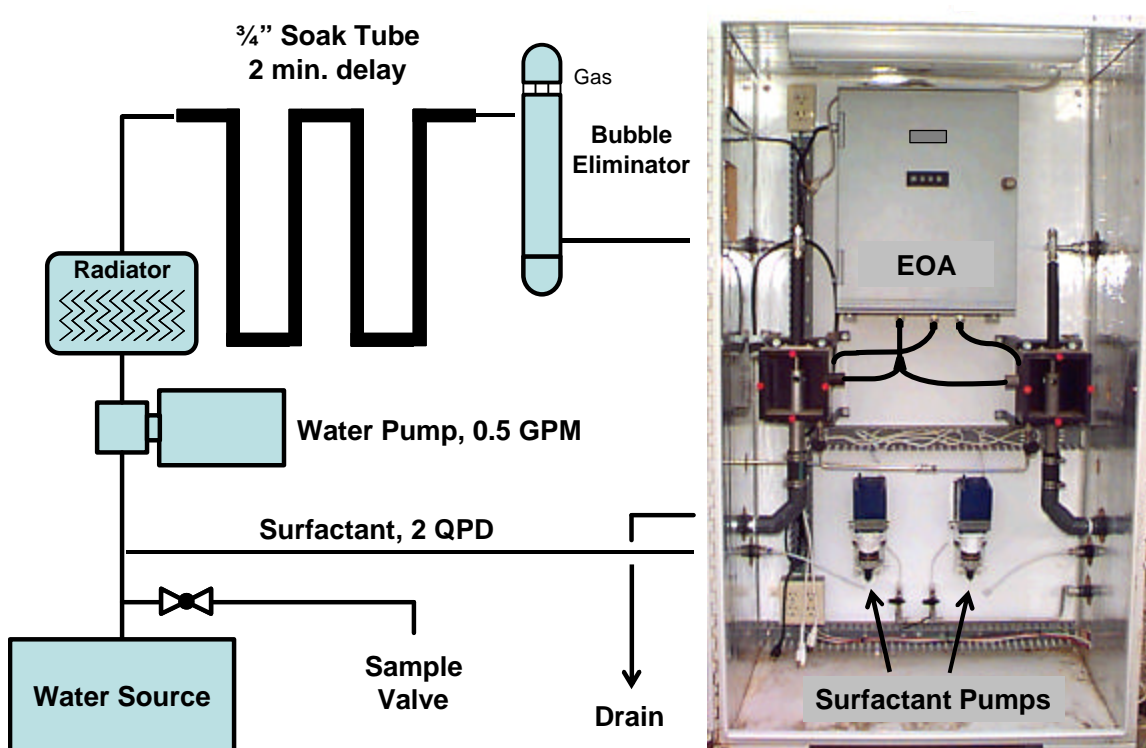 ¾” Soak Tube
2 min. delay
Gas
Bubble
Eliminator
Radiator
EOA
Water Pump, 0.5 GPM
Surfactant, 2 QPD
Sample
Valve
Water Source
Drain
Surfactant Pumps